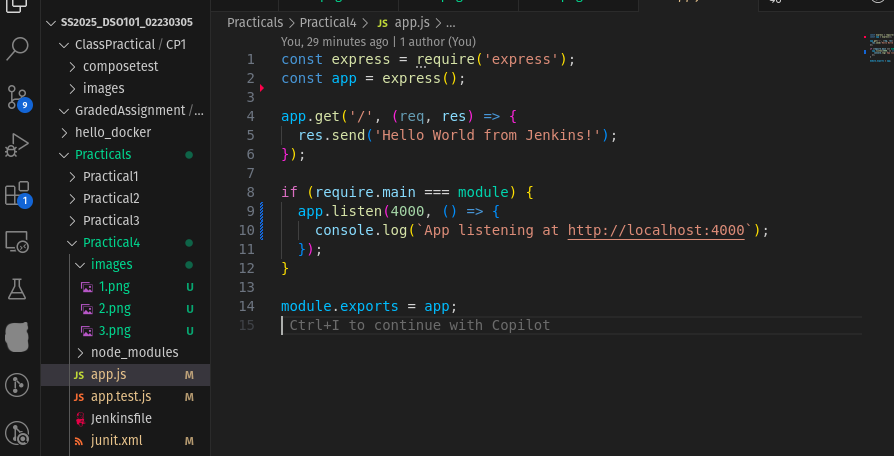 SS2025_DSO101_02230305
ClassPractical / CP1
composetest
images
GradedAssignment /...
hello_docker
Practicals
Practical1
Practical2
Practical3
Practical4
images
1.png U
2.png U
3.png U
node_modules
JS app.js M
JS app.test.js M
Jenkinsfile
junit.xml M
9
1
Practicals > Practical4 > JS app.js > ...
You, 29 minutes ago | 1 author (You)
1 const express = require('express');
2 const app = express();
3
4 app.get('/', (req, res) => {
5 res.send('Hello World from Jenkins!');
6 });
7
8 if (require.main === module) {
9 app.listen(4000, () => {
10 console.log(`App listening at http://localhost:4000`);
11 });
12 }
13
14 module.exports = app;
15 Ctrl+I to continue with Copilot